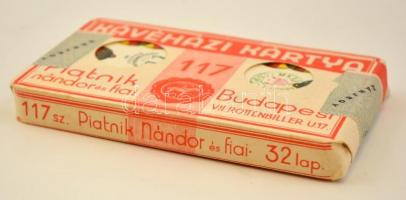 KÁVÉHÁZI KÁRTYA
117
Piatnik
nándor és fiai
Budapest
VII. ROTTENBILLER U.17.
117 sz. Piatnik Nándor és fiai. 32 lap.
darabanth